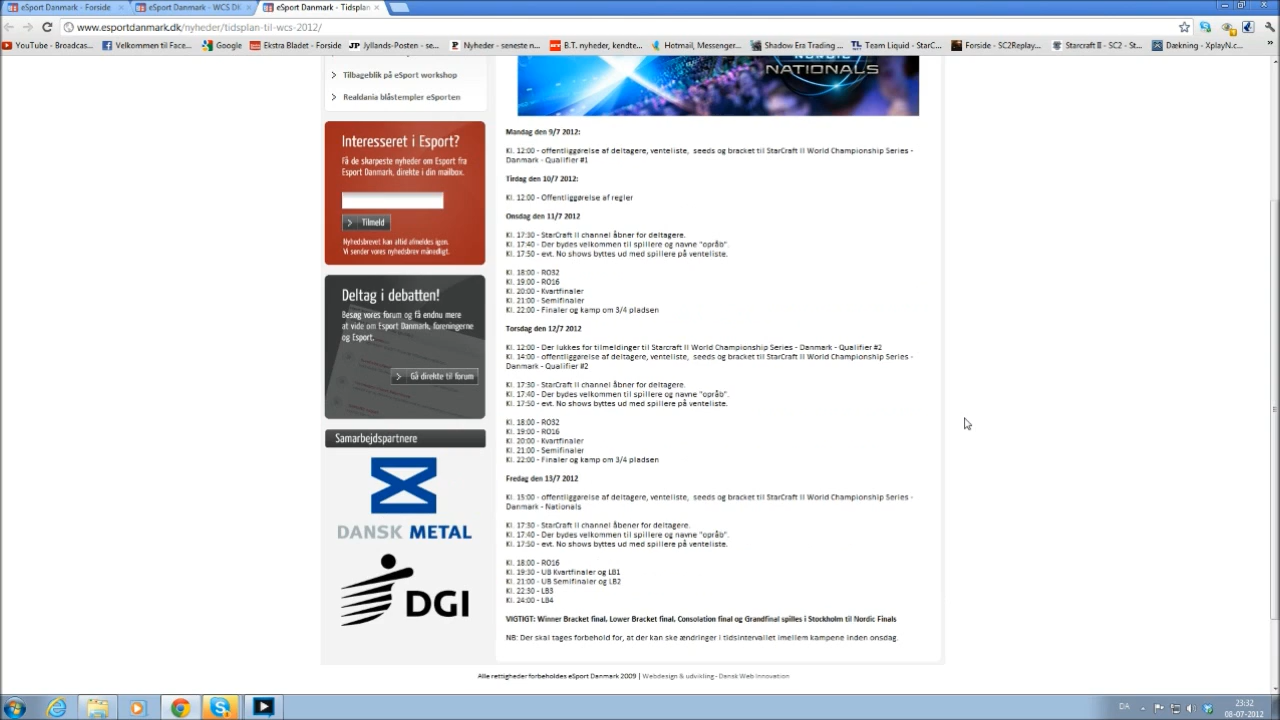 eSport Danmark - Forside
eSport Danmark - WCS DK
eSport Danmark - Tidsplan
www.esportdanmark.dk/nyheder/tidsplan-til-wcs-2012/
YouTube - Broadcas...
Velkommen til Face...
Google
Ekstra Bladet - Forside
JP Jyllands-Posten - se...
Nyheder - seneste n...
B.T. nyheder, kendte...
Hotmail, Messenger...
Shadow Era Trading ...
Team Liquid - StarC...
Forside - SC2Replay...
Starcraft II - SC2 - St...
Dækning - XplayN.c...
Tilbageblik på eSport workshop
Realdania blåstempler eSporten
Interesseret i Esport?
Få de skarpeste nyheder om Esport fra
Esport Danmark, direkte i din mailbox.
Tilmeld
Nyhedsbrevet kan altid afmeldes igen.
Vi sender vores nyhedsbrev månedligt.
Deltag i debatten!
Besøg vores forum og få endnu mere
at vide om Esport Danmark, foreningerne
og Esport.
Gå direkte til forum
Samarbejdspartnere
DANSK METAL
DGI
NATIONALS
Mandag den 9/7 2012:
Kl. 12:00 - offentliggørelse af deltagere, venteliste, seeds og bracket til StarCraft II World Championship Series -
Danmark - Qualifier #1
Tirdag den 10/7 2012:
Kl. 12:00 - Offentliggørelse af regler
Onsdag den 11/7 2012
Kl. 17:30 - StarCraft II channel åbner for deltagere.
Kl. 17:40 - Der bydes velkommen til spillere og navne "opråb".
Kl. 17:50 - evt. No shows byttes ud med spillere på venteliste.
Kl. 18:00 - RO32
Kl. 19:00 - RO16
Kl. 20:00 - Kvartfinaler
Kl. 21:00 - Semifinaler
Kl. 22:00 - Finaler og kamp om 3/4 pladsen
Torsdag den 12/7 2012
Kl. 12:00 - Der lukkes for tilmeldinger til Starcraft II World Championship Series - Danmark - Qualifier #2
Kl. 14:00 - offentliggørelse af deltagere, venteliste, seeds og bracket til StarCraft II World Championship Series -
Danmark - Qualifier #2
Kl. 17:30 - StarCraft II channel åbner for deltagere.
Kl. 17:40 - Der bydes velkommen til spillere og navne "opråb".
Kl. 17:50 - evt. No shows byttes ud med spillere på venteliste.
Kl. 18:00 - RO32
Kl. 19:00 - RO16
Kl. 20:00 - Kvartfinaler
Kl. 21:00 - Semifinaler
Kl. 22:00 - Finaler og kamp om 3/4 pladsen
Fredag den 13/7 2012
Kl. 15:00 - offentliggørelse af deltagere, venteliste, seeds og bracket til StarCraft II World Championship Series -
Danmark - Nationals
Kl. 17:30 - StarCraft II channel åbener for deltagere.
Kl. 17:40 - Der bydes velkommen til spillere og navne "opråb".
Kl. 17:50 - evt. No shows byttes ud med spillere på venteliste.
Kl. 18:00 - RO16
Kl. 19:30 - UB Kvartfinaler og LB1
Kl. 21:00 - UB Semifinaler og LB2
Kl. 22:30 - LB3
Kl. 24:00 - LB4
VIGTIGT: Winner Bracket final, Lower Bracket final, Consolation final og Grandfinal spilles i Stockholm til Nordic Finals
NB: Der skal tages forbehold for, at der kan ske ændringer i tidsintervallet imellem kampene inden onsdag.
Alle rettigheder forbeholdes eSport Danmark 2009 | Webdesign & udvikling - Dansk Web Innovation
DA
23:32
08-07-2012